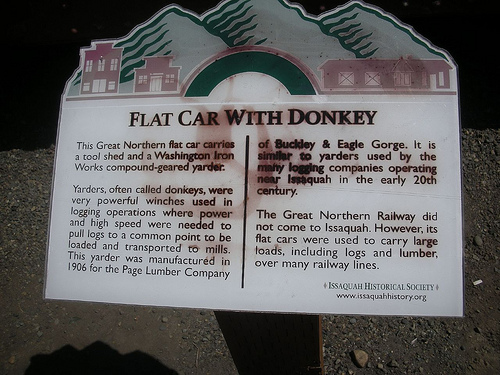 FLAT CAR WITH DONKEY
This Great Northern flat car carries
a tool shed and a Washington Iron
Works compound-geared yarder.
Yarders, often called donkeys, were
very powerful winches used in
logging operations where power
and high speed were needed to
pull logs to a common point to be
loaded and transported to mills.
This yarder was manufactured in
1906 for the Page Lumber Company
of Buckley & Eagle Gorge. It is
similar to yarders used by the
many logging companies operating
near Issaquah in the early 20th
century.
The Great Northern Railway did
not come to Issaquah. However, its
flat cars were used to carry large
loads, including logs and lumber,
over many railway lines.
ISSAQUAH HISTORICAL SOCIETY
www.issaquahhistory.org